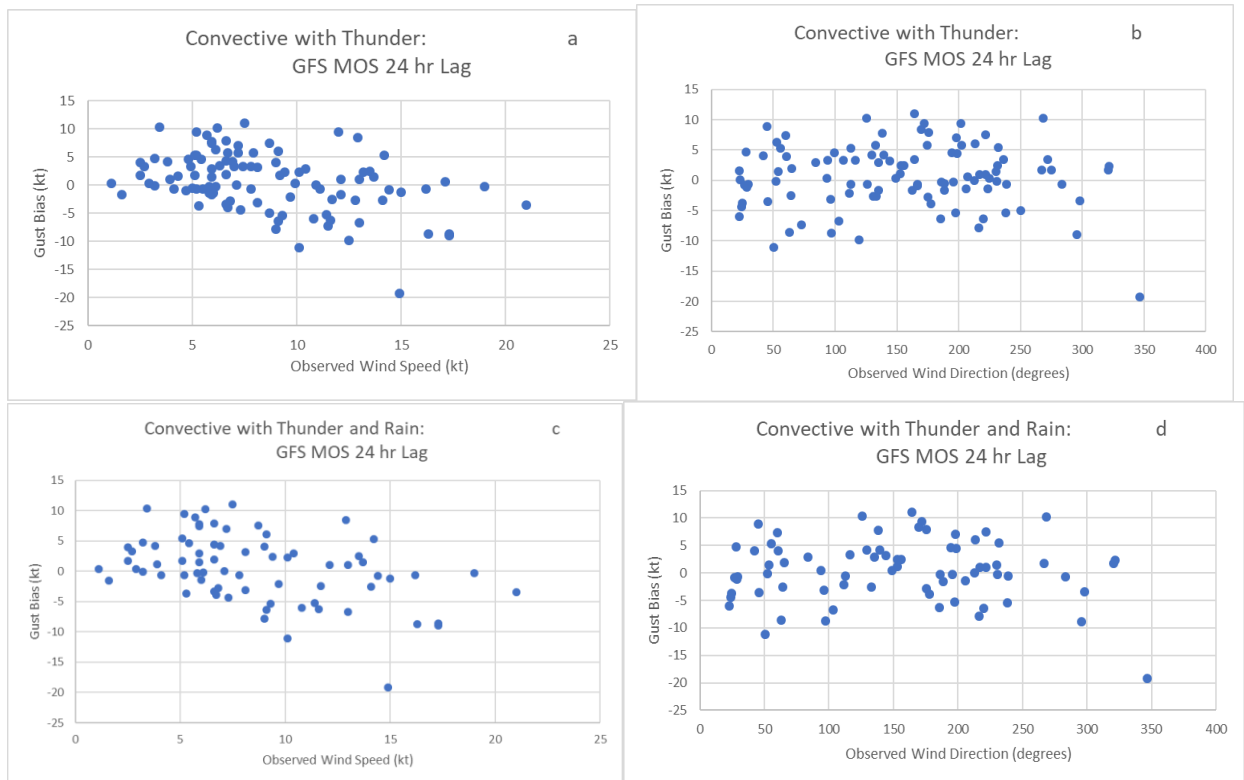 Convective with Thunder: a
GFS MOS 24 hr Lag
Gust Bias (kt)
15
10
5
0
-5
-10
-15
-20
-25
0 5 10 15 20 25
Observed Wind Speed (kt)
Convective with Thunder: b
GFS MOS 24 hr Lag
Gust Bias (kt)
15
10
5
0
-5
-10
-15
-20
-25
0 50 100 150 200 250 300 350 400
Observed Wind Direction (degrees)
Convective with Thunder and Rain: c
GFS MOS 24 hr Lag
Gust Bias (kt)
15
10
5
0
-5
-10
-15
-20
-25
0 5 10 15 20 25
Observed Wind Speed (kt)
Convective with Thunder and Rain: d
GFS MOS 24 hr Lag
Gust Bias (kt)
15
10
5
0
-5
-10
-15
-20
-25
0 50 100 150 200 250 300 350 400
Observed Wind Direction (degrees)